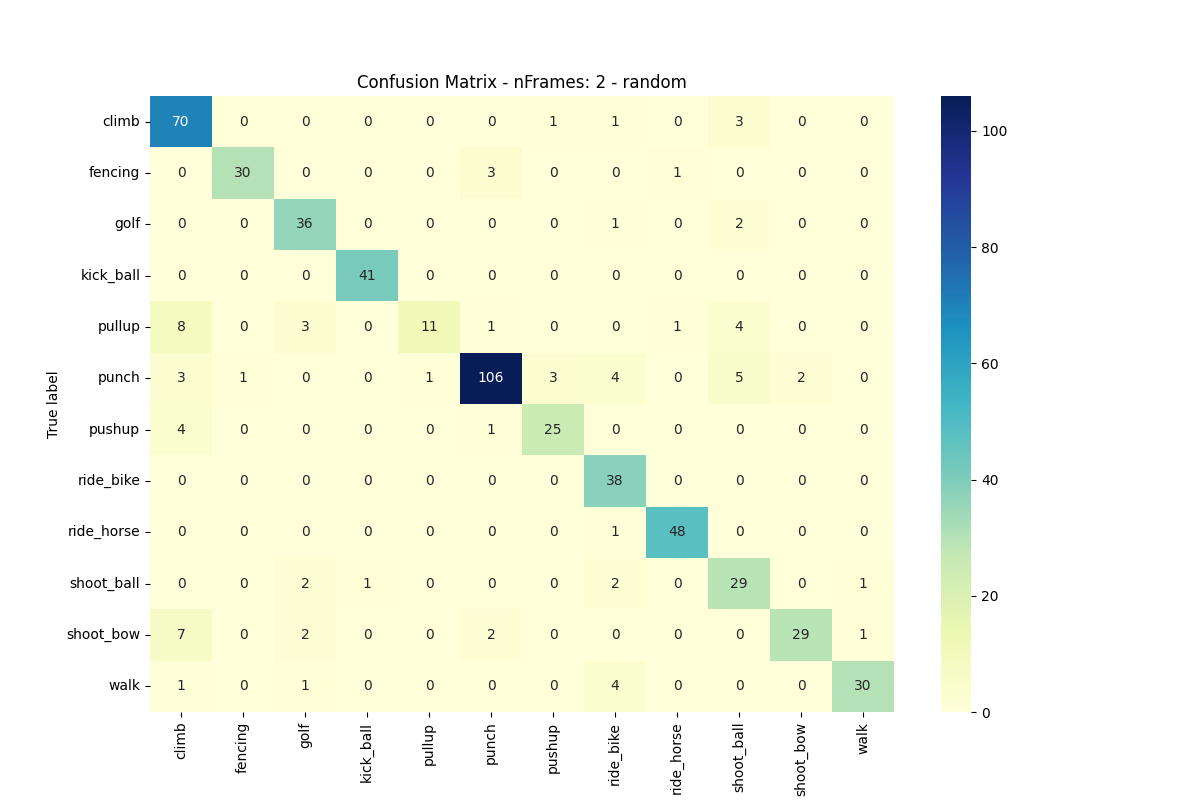 Confusion Matrix - nFrames: 2 - random
climb 70 0 0 0 0 0 1 1 0 3 0 0
fencing 0 30 0 0 0 3 0 0 1 0 0 0
golf 0 0 36 0 0 0 0 1 0 2 0 0
kick_ball 0 0 0 41 0 0 0 0 0 0 0 0
pullup 8 0 3 0 11 1 0 0 1 4 0 0
punch 3 1 0 0 1 106 3 4 0 5 2 0
pushup 4 0 0 0 0 1 25 0 0 0 0 0
ride_bike 0 0 0 0 0 0 0 38 0 0 0 0
ride_horse 0 0 0 0 0 0 0 1 48 0 0 0
shoot_ball 0 0 2 1 0 0 0 2 0 29 0 1
shoot_bow 7 0 2 0 0 2 0 0 0 0 29 1
walk 1 0 1 0 0 0 0 4 0 0 0 30
True label
climb fencing golf kick_ball pullup punch pushup ride_bike ride_horse shoot_ball shoot_bow walk
100
80
60
40
20
0